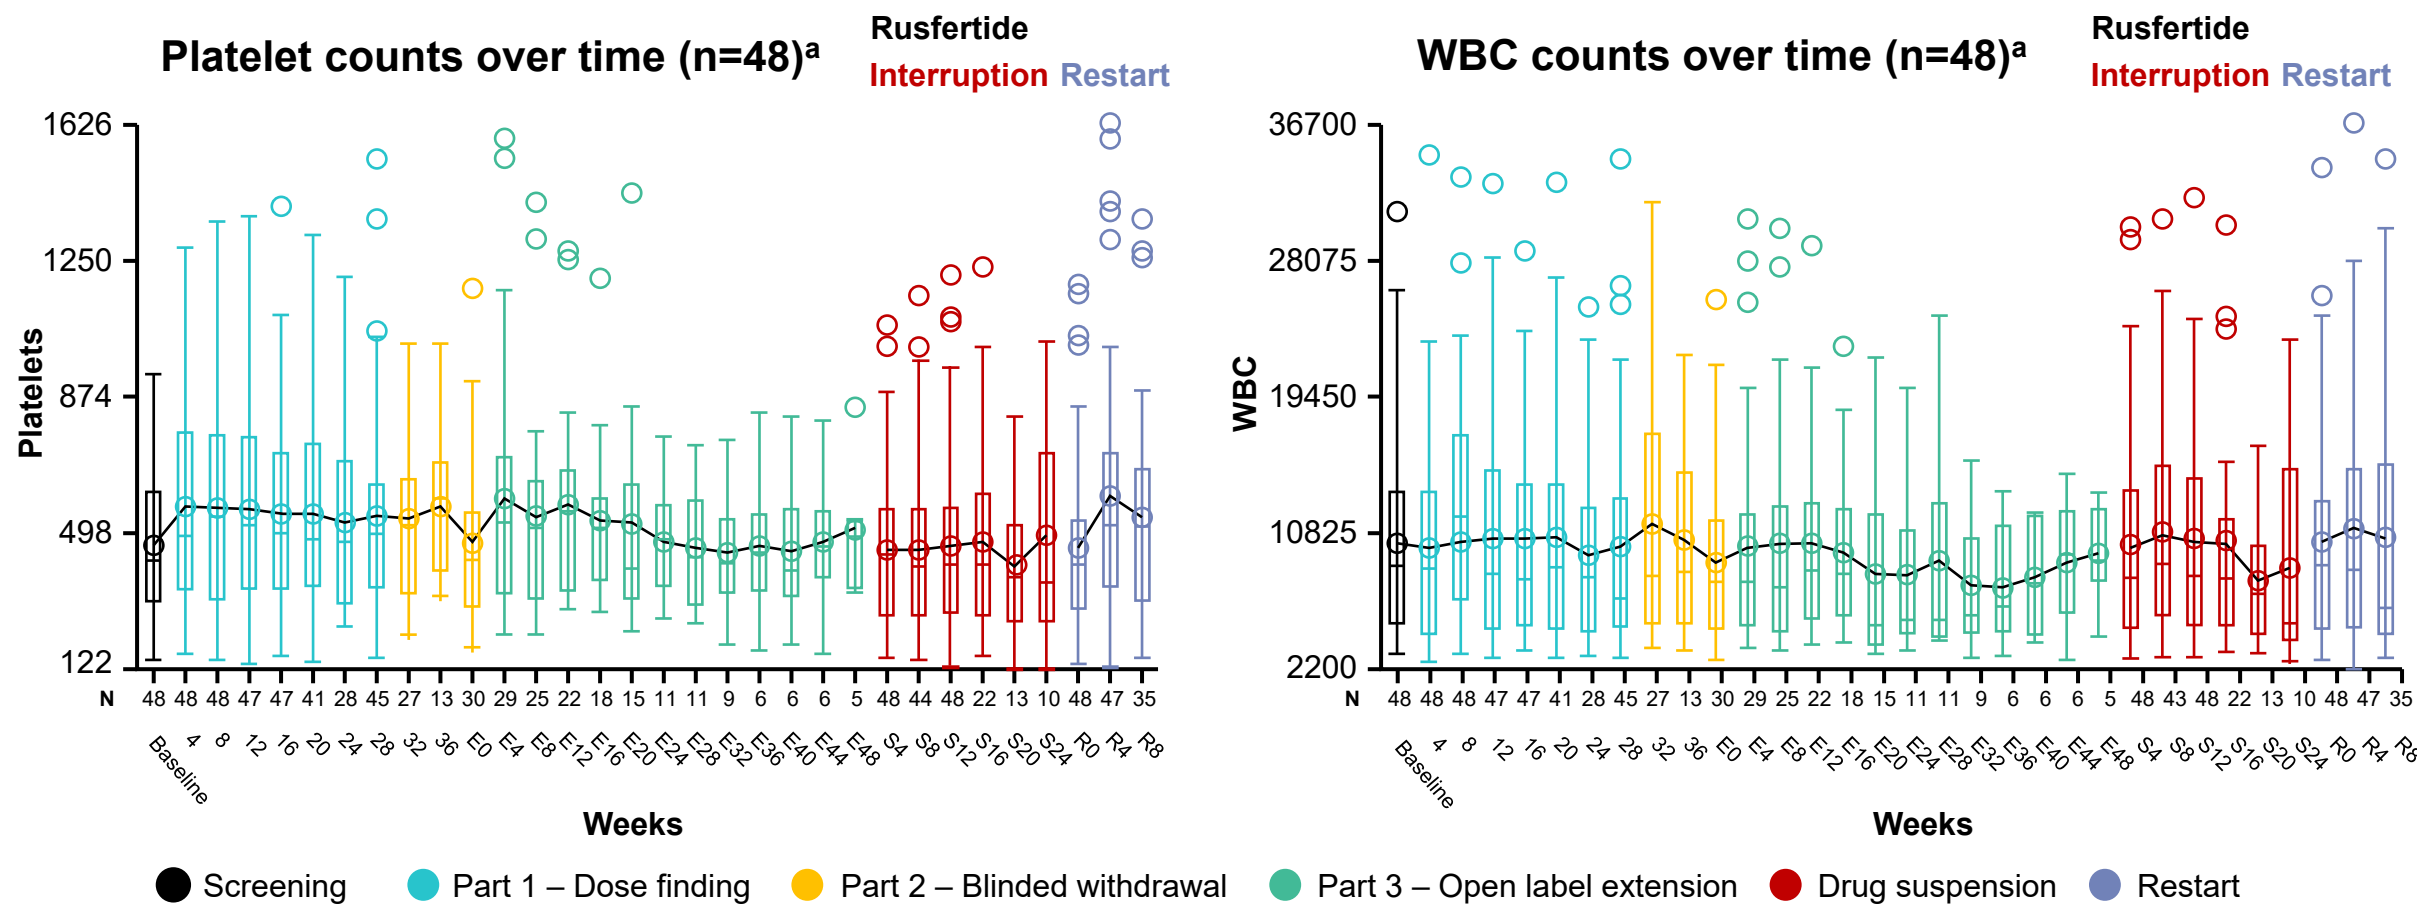 Platelet counts over time (n=48)ᵃ
Rusfertide
Interruption Restart
1626
1250
874
498
122
Platelets
N 48 48 48 47 47 41 28 45 27 13 30 29 25 22 18 15 11 11 9 6 6 6 5 48 44 48 22 13 10 48 47 35
Baseline 4 8 12 16 20 24 28 32 36 E0 E4 E8 E12 E16 E20 E24 E28 E32 E36 E40 E44 E48 S4 S8 S12 S16 S20 S24 R0 R4 R8
Weeks
WBC counts over time (n=48)ᵃ
Rusfertide
Interruption Restart
36700
28075
19450
10825
2200
WBC
N 48 48 48 47 47 41 28 45 27 13 30 29 25 22 18 15 11 11 9 6 6 6 5 48 43 48 22 13 10 48 47 35
Baseline 4 8 12 16 20 24 28 32 36 E0 E4 E8 E12 E16 E20 E24 E28 E32 E36 E40 E44 E48 S4 S8 S12 S16 S20 S24 R0 R4 R8
Weeks
Screening
Part 1 – Dose finding
Part 2 – Blinded withdrawal
Part 3 – Open label extension
Drug suspension
Restart